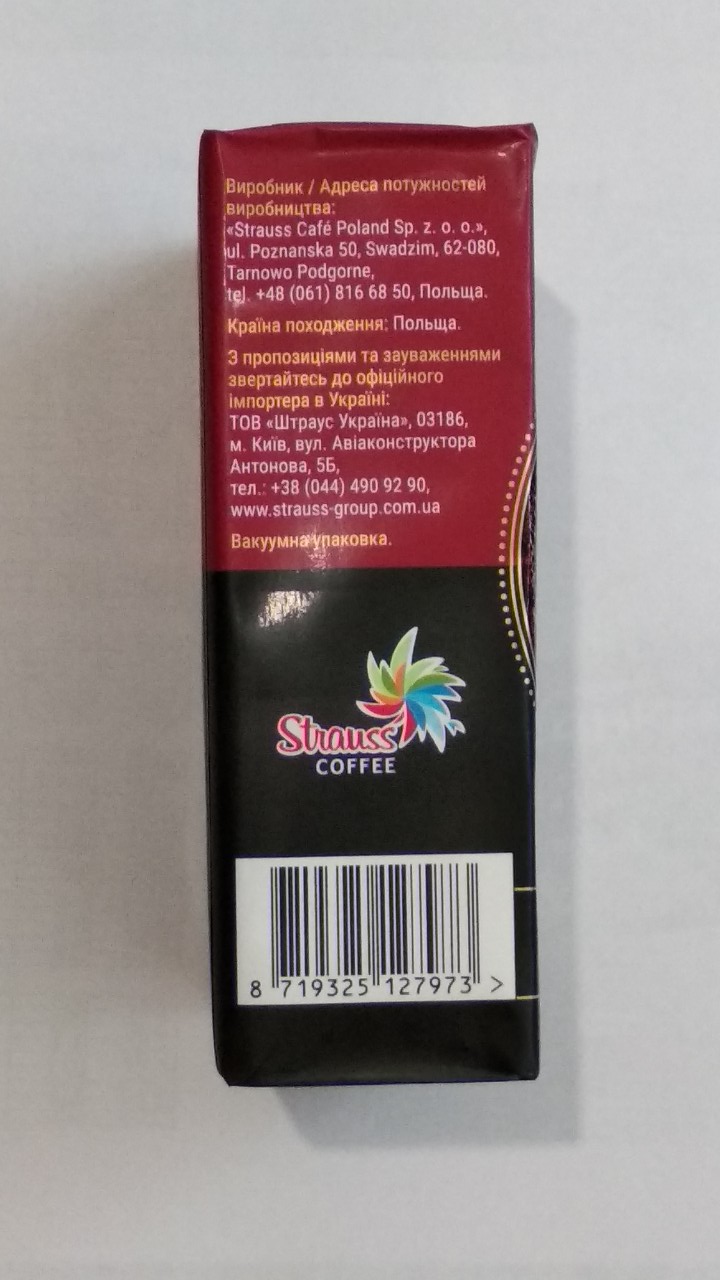 Виробник / Адреса потужностей
виробництва:
«Strauss Café Poland Sp. z. o. o.»,
ul. Poznanska 50, Swadzim, 62-080,
Tarnowo Podgorne,
tel. +48 (061) 816 68 50, Польща.
Країна походження: Польща.
З пропозиціями та зауваженнями
звертайтесь до офіційного
імпортера в Україні:
ТОВ «Штраус Україна», 03186,
м. Київ, вул. Авіаконструктора
Антонова, 5Б,
тел.: +38 (044) 490 92 90,
www.strauss-group.com.ua
Вакуумна упаковка.
Strauss
COFFEE
8 719325 127973 >